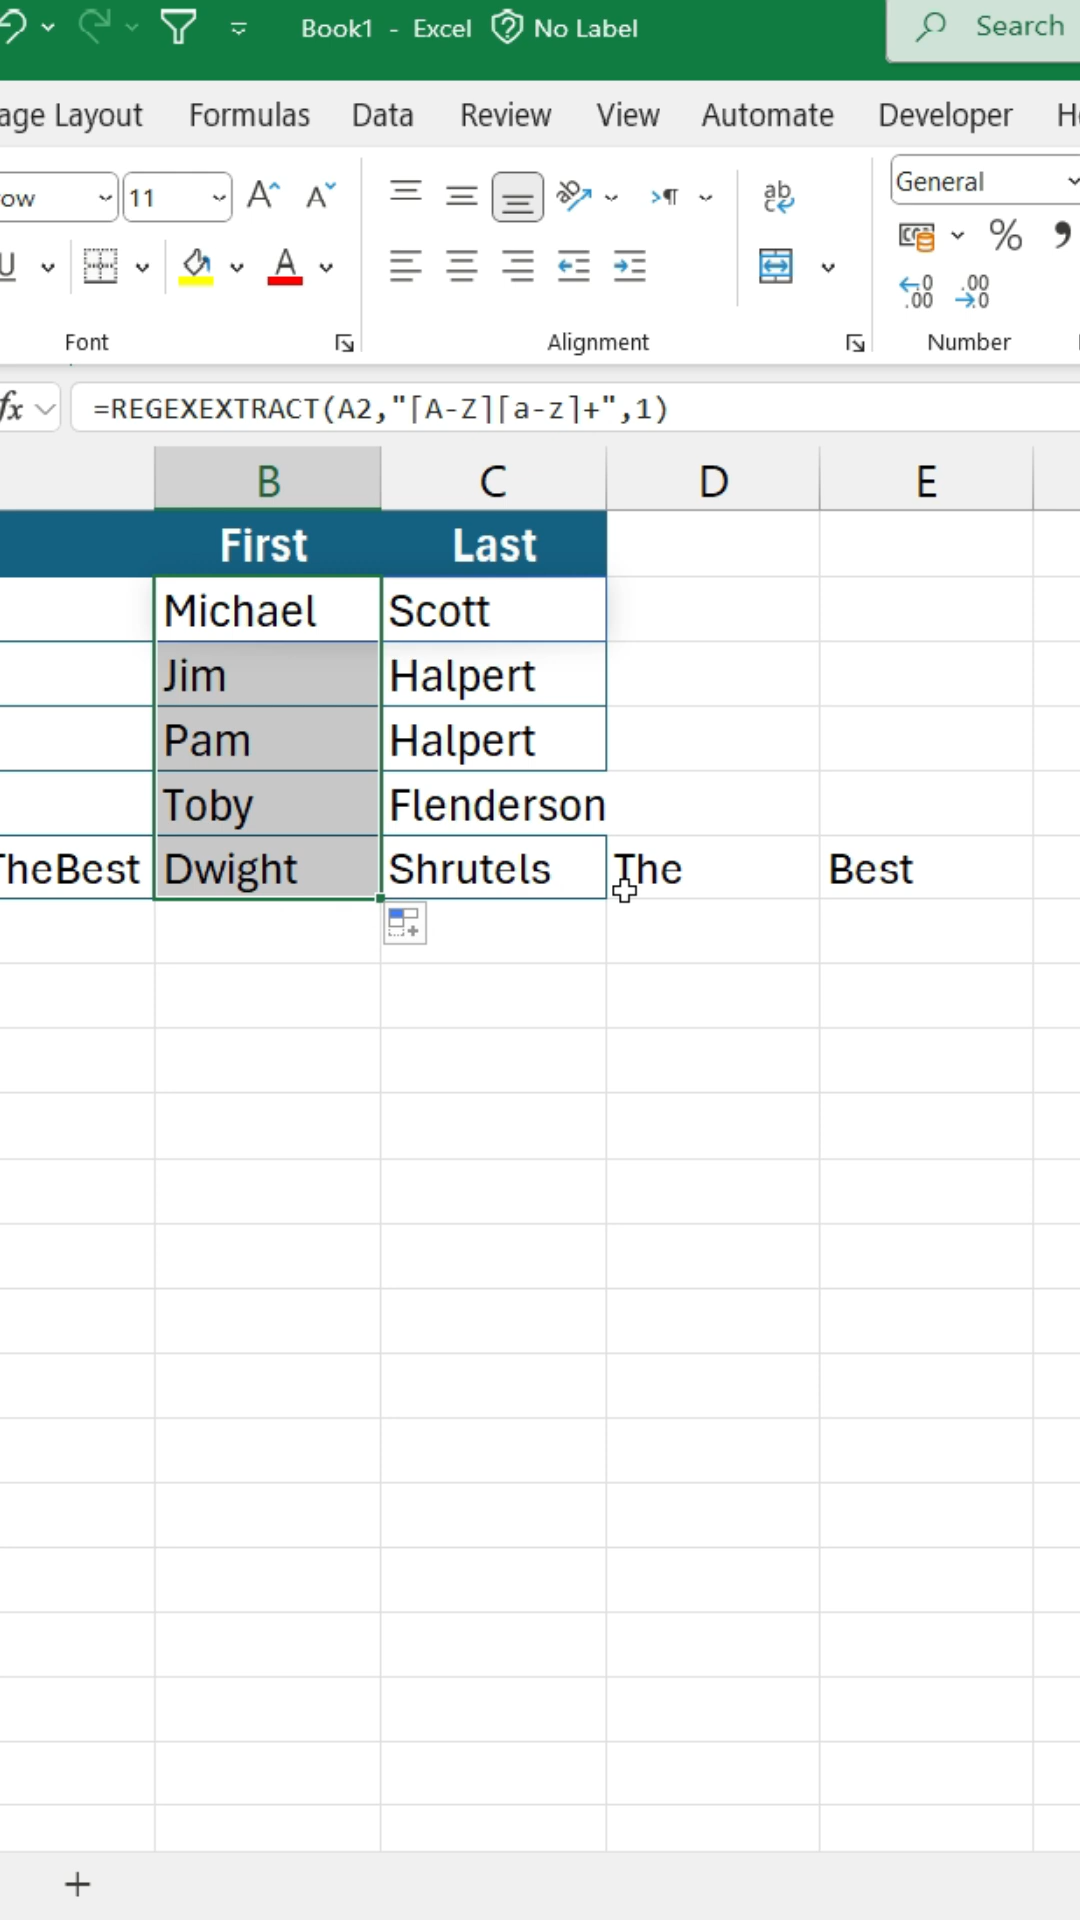 Book1 - Excel No Label Search
age Layout Formulas Data Review View Automate Developer H
ow 11 General
Font Alignment Number
fx =REGEXEXTRACT(A2,"[A-Z][a-z]+",1)
B C D E
First Last
Michael Scott
Jim Halpert
Pam Halpert
Toby Flenderson
TheBest Dwight Shrutels The Best